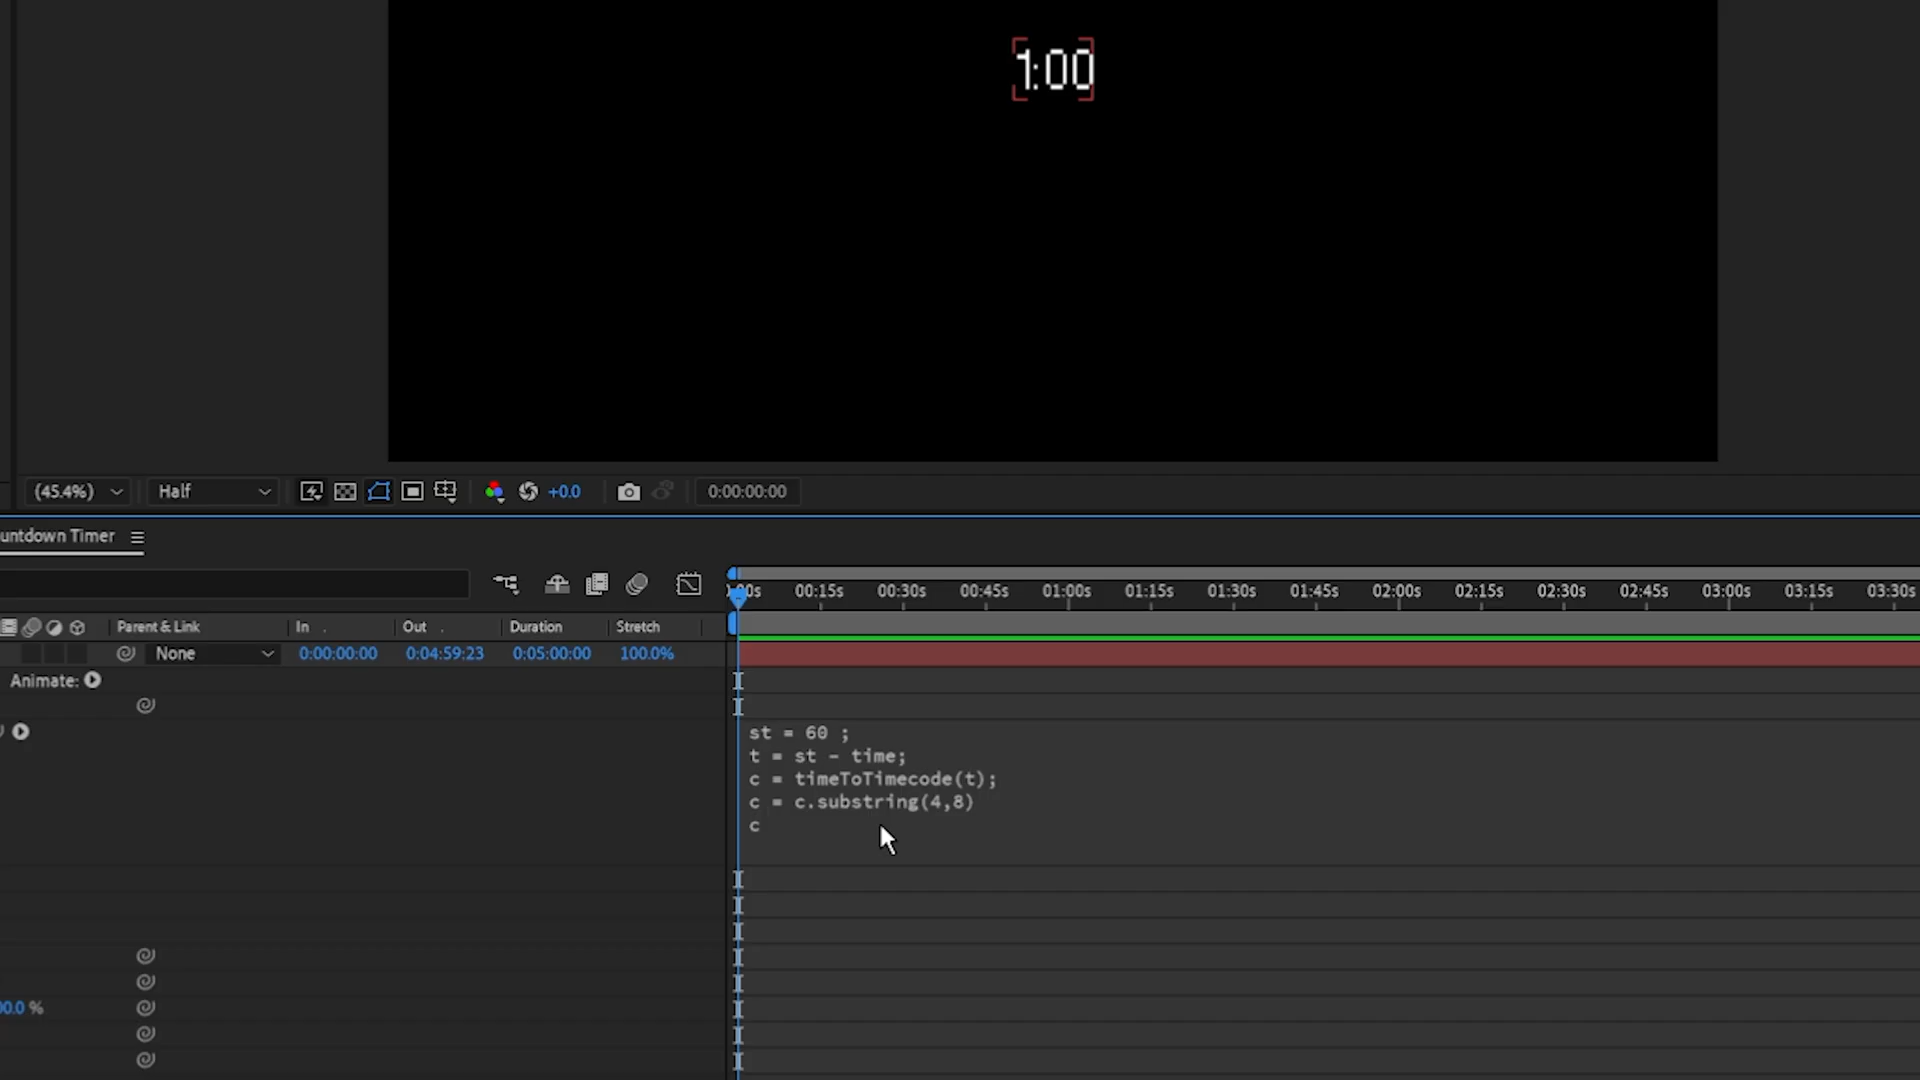 1:00
(45.4%)
Half
+0.0
0:00:00:00
untdown Timer
00s 00:15s 00:30s 00:45s 01:00s 01:15s 01:30s 01:45s 02:00s 02:15s 02:30s 02:45s 03:00s 03:15s 03:30s
Parent & Link In Out Duration Stretch
None 0:00:00:00 0:04:59:23 0:05:00:00 100.0%
Animate:
st = 60 ;
t = st - time;
c = timeToTimecode(t);
c = c.substring(4,8)
c
00.0 %